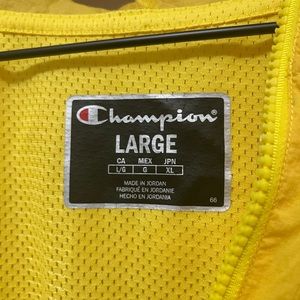 Champion
LARGE
CA MEX JPN
L/G G XL
MADE IN JORDAN
FABRIQUÉ EN JORDANIE
HECHO EN JORDANIA
66